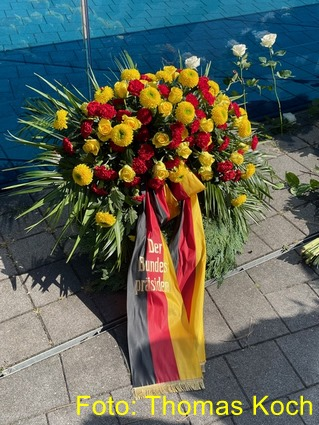 Der
Bundes
präsident
Foto: Thomas Koch